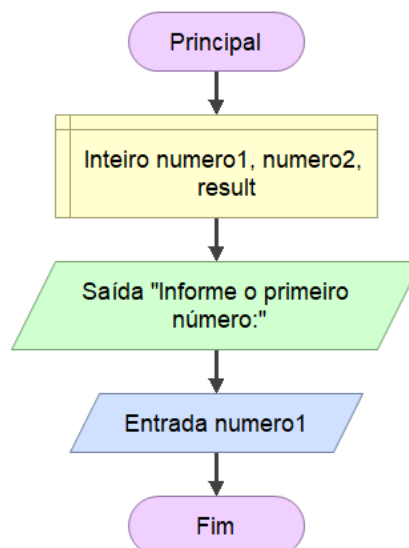 Principal
Inteiro numero1, numero2,
result
Saída "Informe o primeiro
número:"
Entrada numero1
Fim